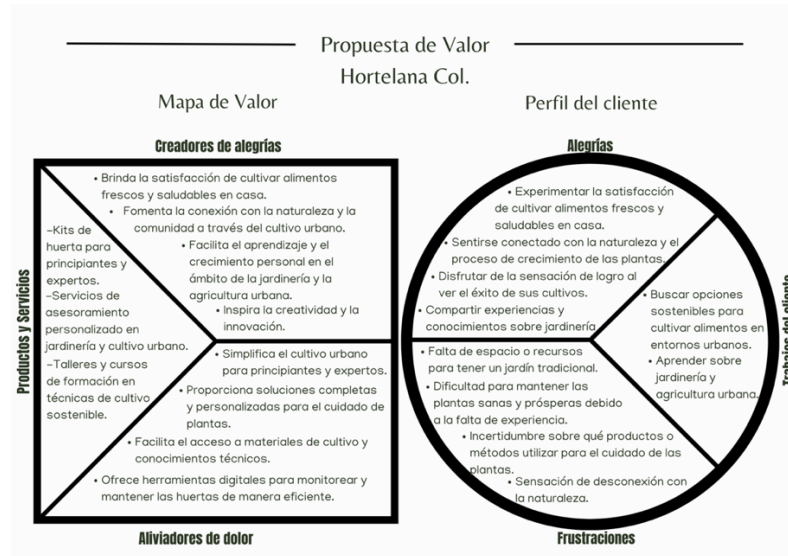 Propuesta de Valor
Hortelana Col.
Mapa de Valor
Creadores de alegrías
• Brinda la satisfacción de cultivar alimentos
frescos y saludables en casa.
• Fomenta la conexión con la naturaleza y la
comunidad a través del cultivo urbano.
• Facilita el aprendizaje y el
crecimiento personal en el
ámbito de la jardinería y la
agricultura urbana.
• Inspira la creatividad y la
innovación.
Productos y Servicios
-Kits de
huerta para
principiantes y
expertos.
-Servicios de
asesoramiento
personalizado en
jardinería y cultivo urbano.
-Talleres y cursos
de formación en
técnicas de cultivo
sostenible.
• Simplifica el cultivo urbano
para principiantes y expertos.
• Proporciona soluciones completas
y personalizadas para el cuidado de
plantas.
• Facilita el acceso a materiales de cultivo y
conocimientos técnicos.
• Ofrece herramientas digitales para monitorear y
mantener las huertas de manera eficiente.
Aliviadores de dolor
Perfil del cliente
Alegrías
• Experimentar la satisfacción
de cultivar alimentos frescos y
saludables en casa.
• Sentirse conectado con la naturaleza y el
proceso de crecimiento de las plantas.
• Disfrutar de la sensación de logro al
ver el éxito de sus cultivos.
• Compartir experiencias y
conocimientos sobre jardinería
• Buscar opciones
sostenibles para
cultivar alimentos en
entornos urbanos.
• Aprender sobre
jardinería y
agricultura urbana.
Trabajos del cliente
• Falta de espacio o recursos
para tener un jardín tradicional.
• Dificultad para mantener las
plantas sanas y prósperas debido
a la falta de experiencia.
• Incertidumbre sobre qué productos o
métodos utilizar para el cuidado de las
plantas.
• Sensación de desconexión con
la naturaleza.
Frustraciones